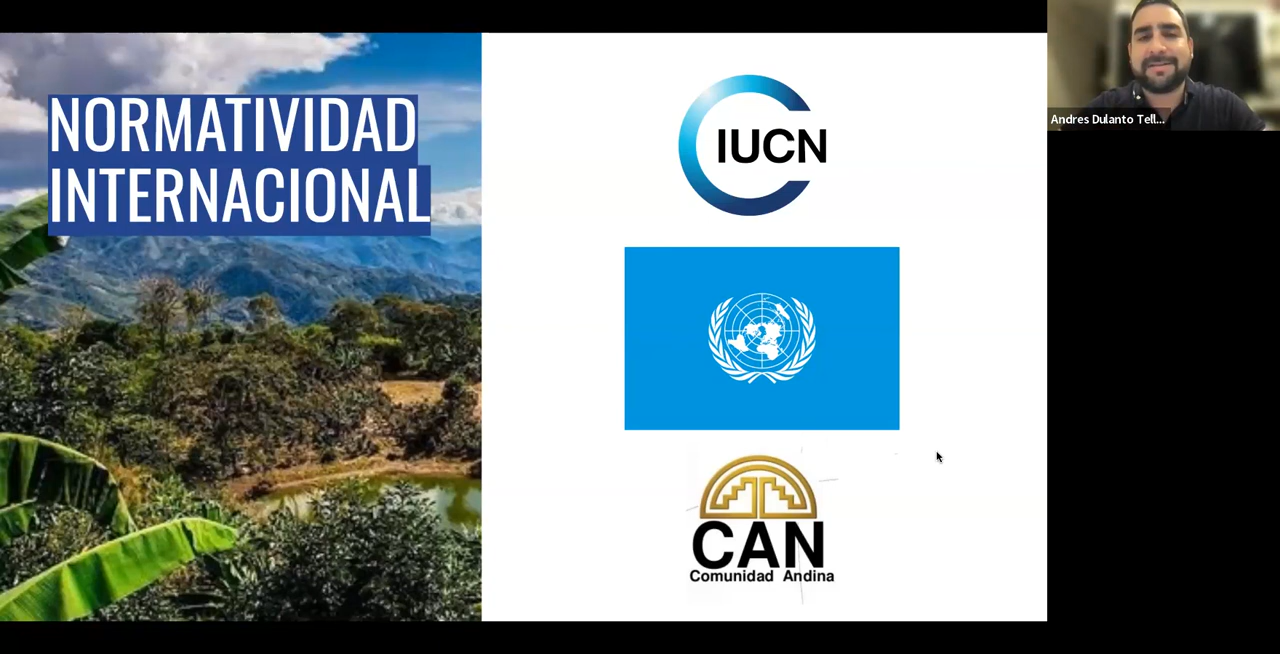 NORMATIVIDAD
INTERNACIONAL
IUCN
CAN
Comunidad Andina
Andres Dulanto Tell...